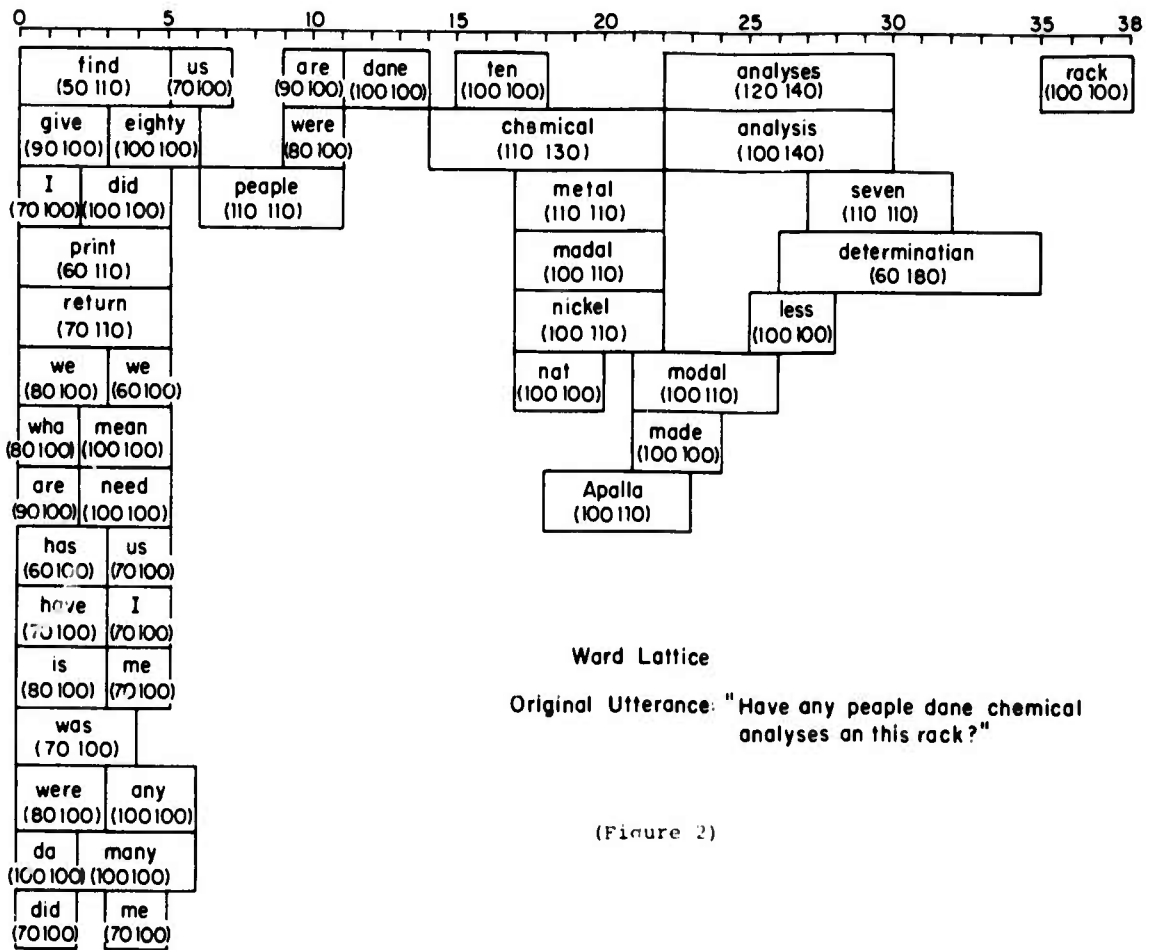 0 5 10 15 20 25 35 38
find us are dane ten analyses rack
(50 110) (70100) (90 100) (100 100) (100 100) (120 140) (100 100)
give eighty were chemical analysis
(90 100) (100 100) (80 100) (110 130) (100 140)
I did peaple metal seven
(70 100) (100 100) (110 110) (110 110) (110 110)
print madal determinatian
(60 110) (100 110) (60 180)
return nickel less
(70 110) (100 110) (100 100)
we we nat modal
(80 100) (60 100) (100 100) (100 110)
wha mean made
(80 100) (100 100) (100 100)
are need Apalla
(90 100) (100 100) (100 110)
has us
(60 100) (70 100)
have I
(70 100) (70 100)
is me
(80 100) (70 100)
was
(70 100)
were any
(80 100) (100 100)
da many
(100 100) (100 100)
did me
(70 100) (70 100)
Word Lattice
Original Utterance: "Have any peaple dane chemical
analyses an this rack?"
(Figure 2)